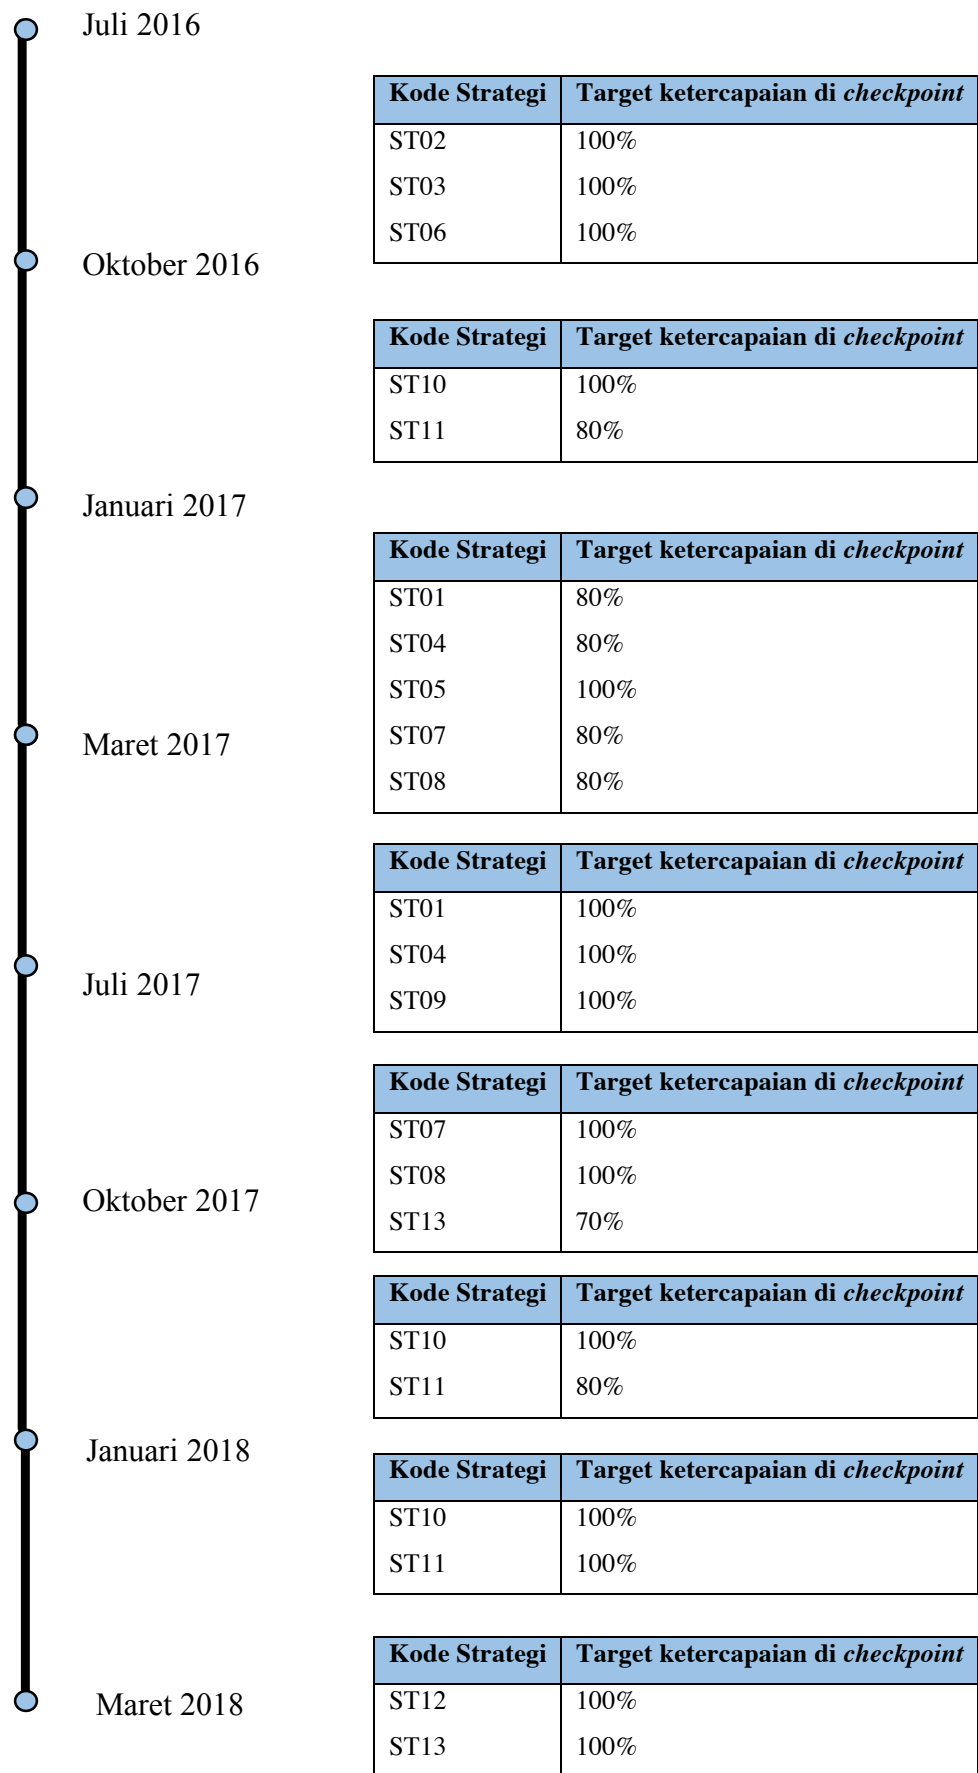 Juli 2016
Kode Strategi Target ketercapaian di checkpoint
ST02 100%
ST03 100%
ST06 100%
Oktober 2016
Kode Strategi Target ketercapaian di checkpoint
ST10 100%
ST11 80%
Januari 2017
Kode Strategi Target ketercapaian di checkpoint
ST01 80%
ST04 80%
ST05 100%
ST07 80%
Maret 2017
ST08 80%
Kode Strategi Target ketercapaian di checkpoint
ST01 100%
ST04 100%
Juli 2017
ST09 100%
Kode Strategi Target ketercapaian di checkpoint
ST07 100%
ST08 100%
Oktober 2017
ST13 70%
Kode Strategi Target ketercapaian di checkpoint
ST10 100%
ST11 80%
Januari 2018
Kode Strategi Target ketercapaian di checkpoint
ST10 100%
ST11 100%
Kode Strategi Target ketercapaian di checkpoint
Maret 2018
ST12 100%
ST13 100%